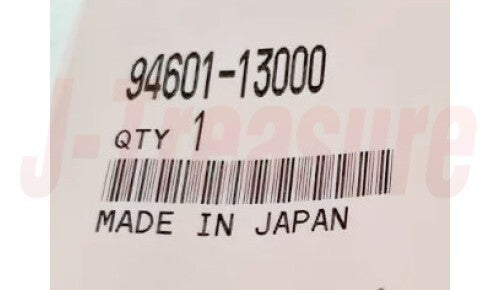 94601-13000
QTY 1
J-Treasure
MADE IN JAPAN